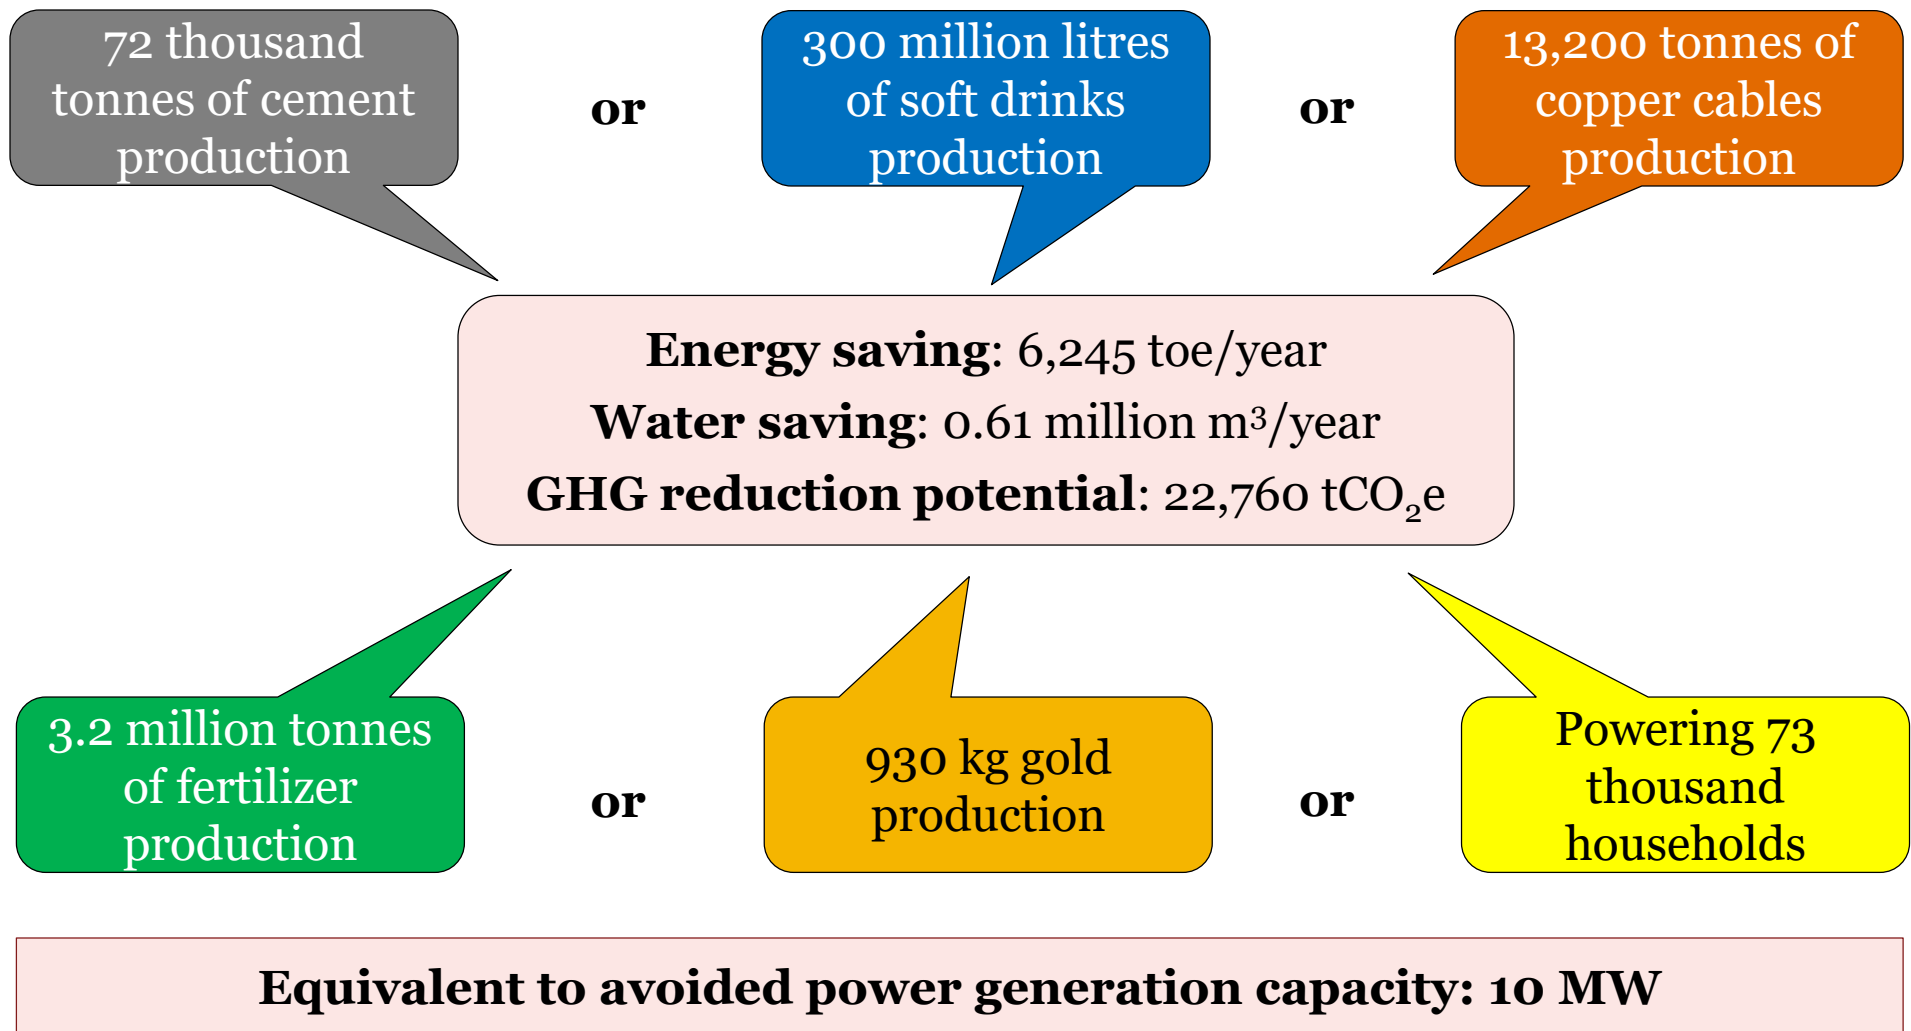 72 thousand
tonnes of cement
production
or
300 million litres
of soft drinks
production
or
13,200 tonnes of
copper cables
production
Energy saving: 6,245 toe/year
Water saving: 0.61 million m³/year
GHG reduction potential: 22,760 tCO₂e
3.2 million tonnes
of fertilizer
production
or
930 kg gold
production
or
Powering 73
thousand
households
Equivalent to avoided power generation capacity: 10 MW